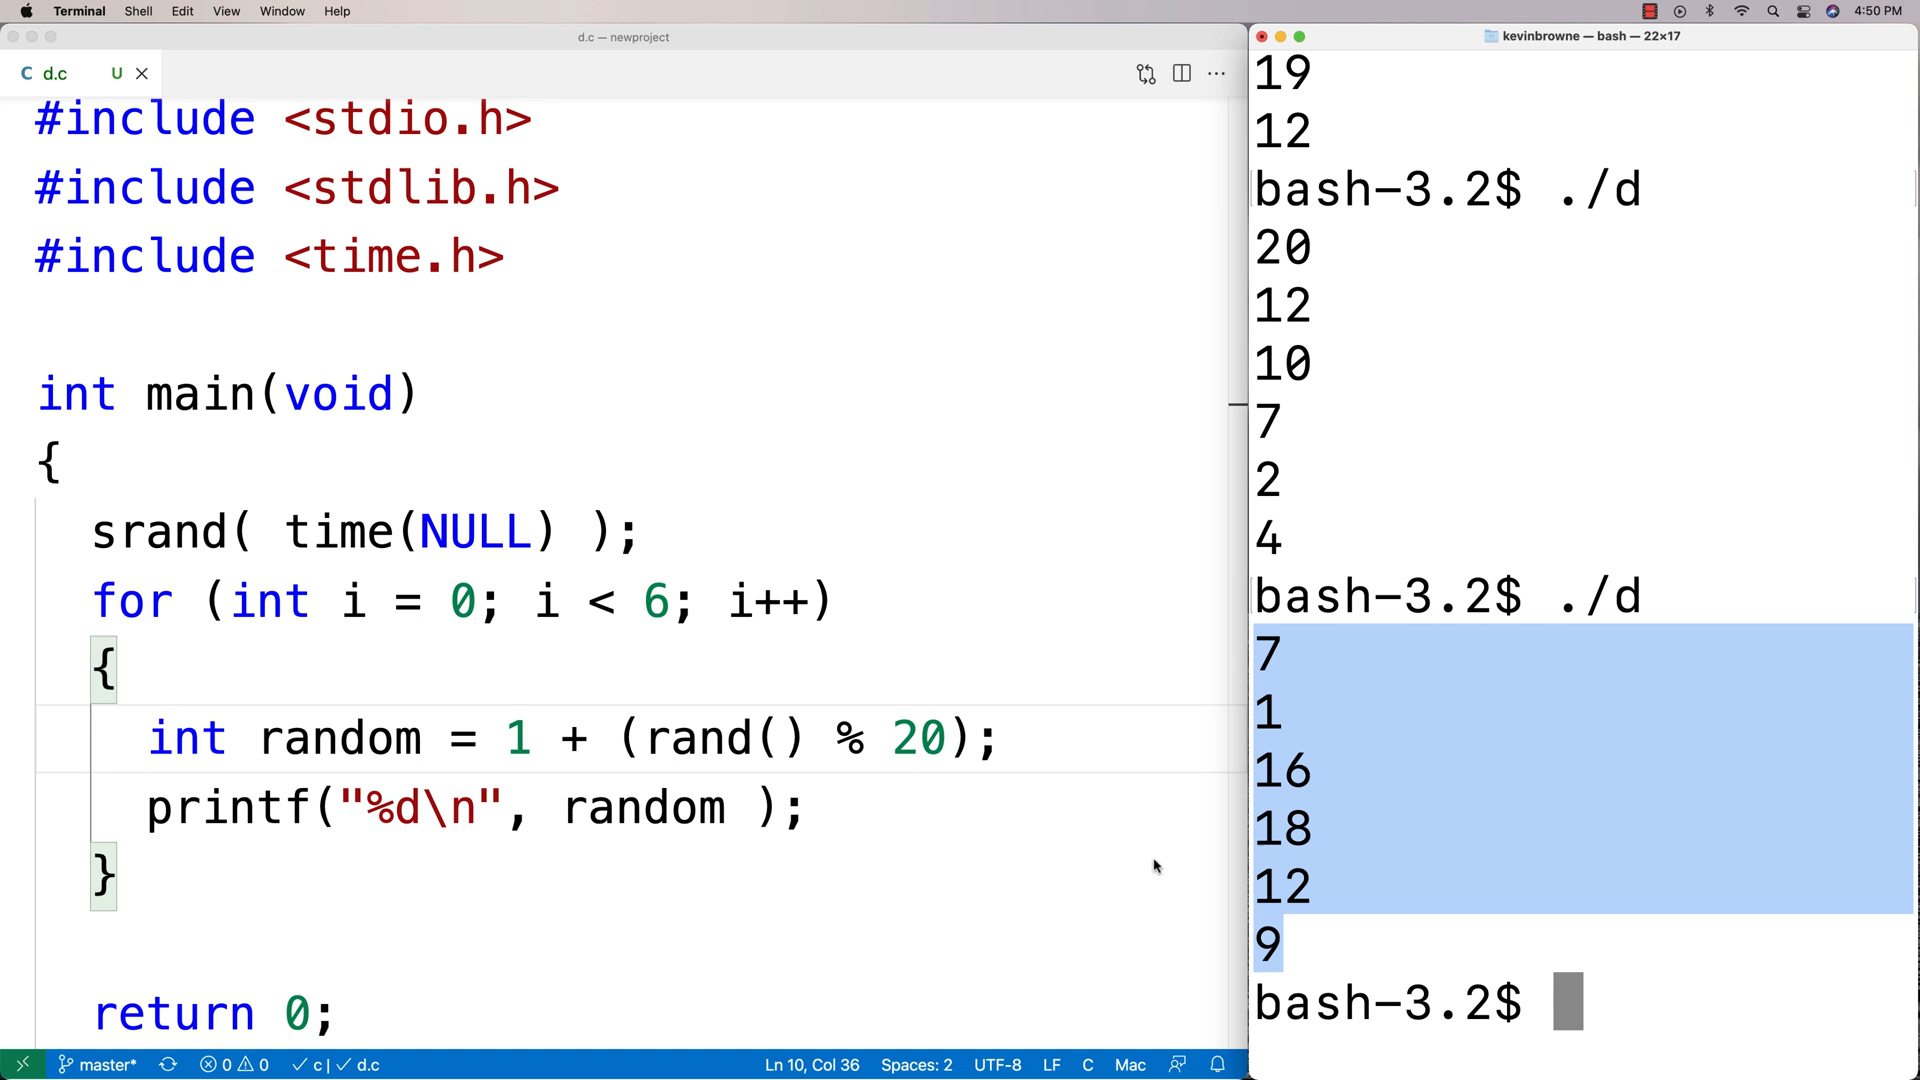 Terminal Shell Edit View Window Help 4:50 PM
d.c — newproject
C d.c U
#include <stdio.h>
#include <stdlib.h>
#include <time.h>
int main(void)
{
srand( time(NULL) );
for (int i = 0; i < 6; i++)
{
int random = 1 + (rand() % 20);
printf("%d\n", random );
}
return 0;
master* 0 0 c | d.c Ln 10, Col 36 Spaces: 2 UTF-8 LF C Mac
kevinbrowne — bash — 22×17
19
12
bash-3.2$ ./d
20
12
10
7
2
4
bash-3.2$ ./d
7
1
16
18
12
9
bash-3.2$